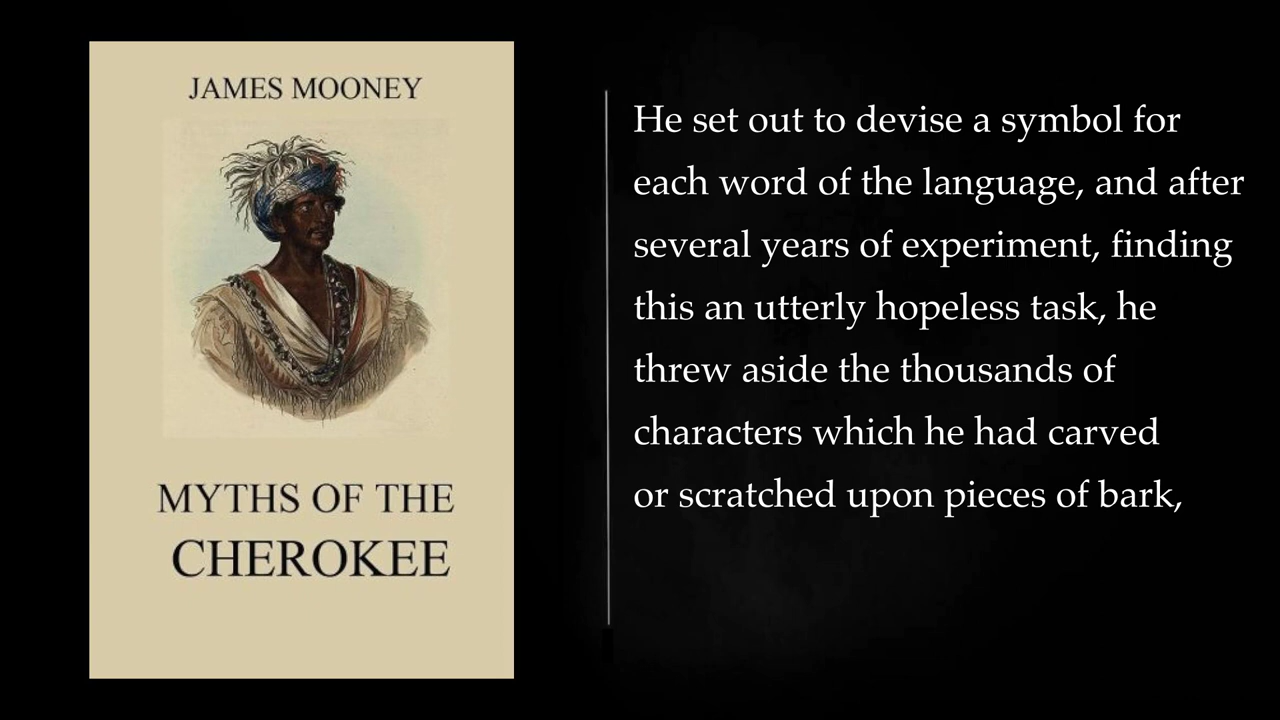 JAMES MOONEY
MYTHS OF THE
CHEROKEE
He set out to devise a symbol for
each word of the language, and after
several years of experiment, finding
this an utterly hopeless task, he
threw aside the thousands of
characters which he had carved
or scratched upon pieces of bark,